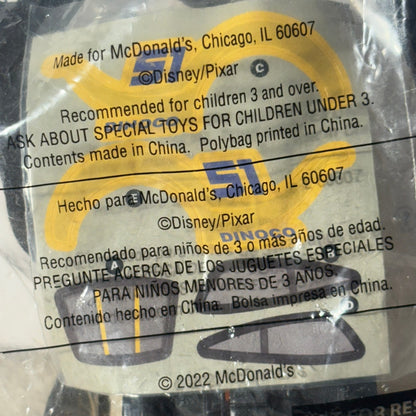 Made for McDonald's, Chicago, IL 60607
51
©Disney/Pixar
C
Recommended for children 3 and over.
DINOCO
ASK ABOUT SPECIAL TOYS FOR CHILDREN UNDER 3.
Contents made in China. Polybag printed in China.
51
Hecho para McDonald's, Chicago, IL 60607
A
©Disney/Pixar
DINOCO
Recomendado para niños de 3 o más años de edad.
PREGUNTE ACERCA DE LOS JUGUETES ESPECIALES
PARA NIÑOS MENORES DE 3 AÑOS.
Contenido hecho en China. Bolsa impresa en China.
D
© 2022 McDonald's